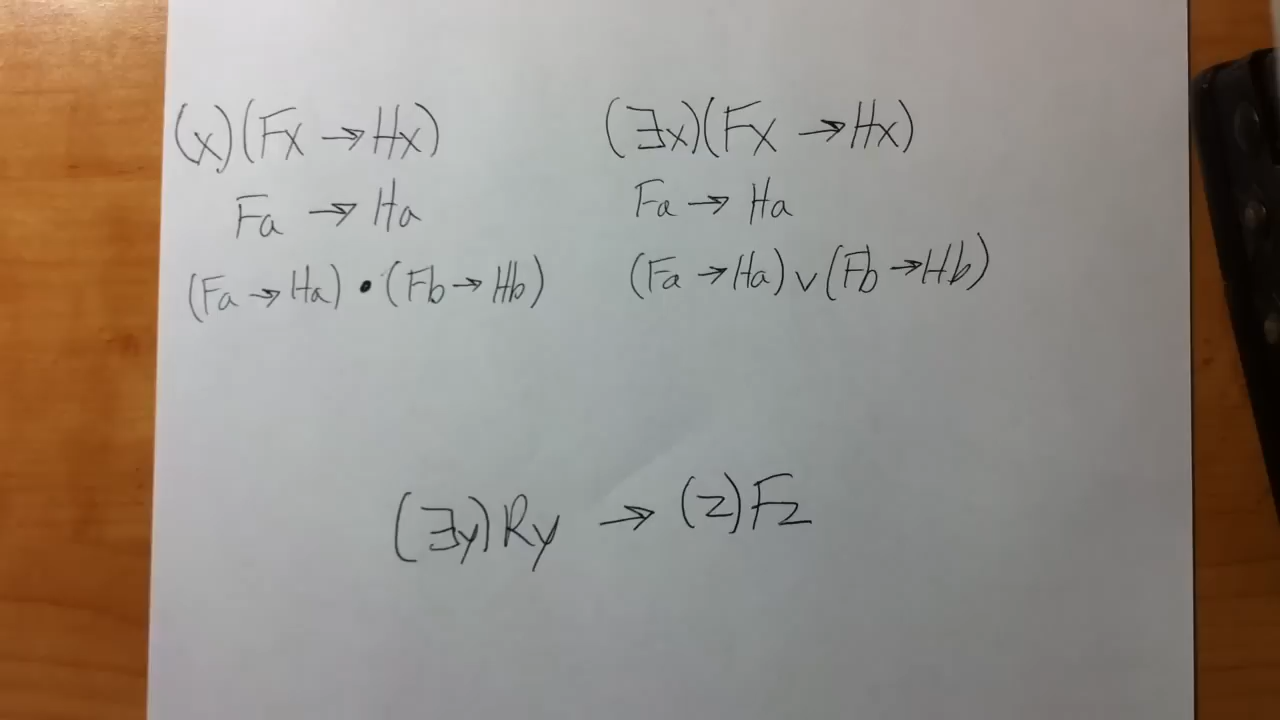 (x)(Fx → Hx)
Fa → Ha
(Fa → Ha) • (Fb → Hb)
(∃x)(Fx → Hx)
Fa → Ha
(Fa → Ha) v (Fb → Hb)
(∃y)Ry → (z)Fz